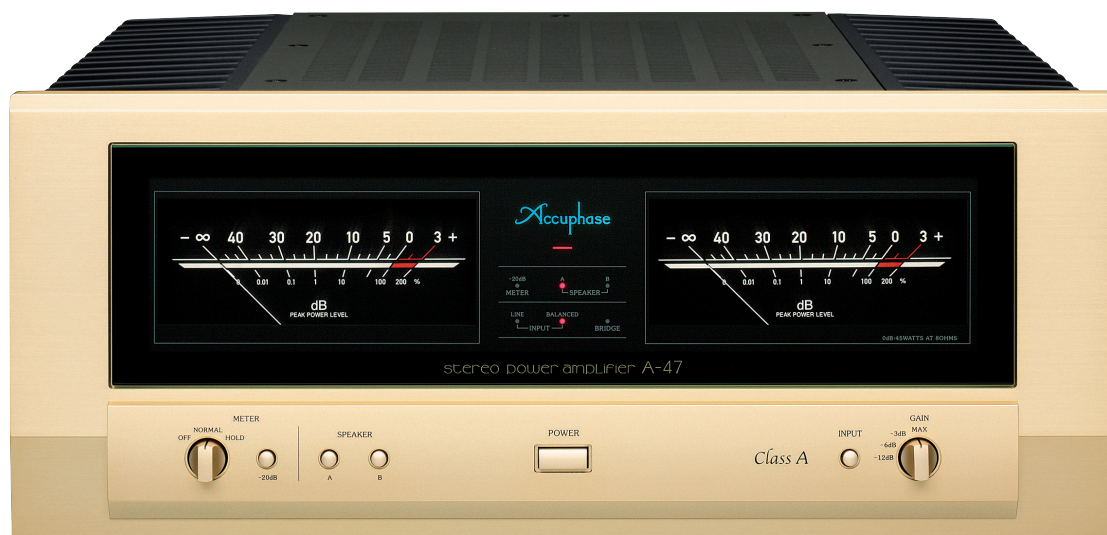 Accuphase
- ∞ 40 30 20 10 5 0 3 +
0 0.01 0.1 1 10 100 200 %
dB
PEAK POWER LEVEL
-20dB A B
METER SPEAKER
LINE BALANCED
INPUT BRIDGE
- ∞ 40 30 20 10 5 0 3 +
0 0.01 0.1 1 10 100 200 %
dB
PEAK POWER LEVEL
0dB:45WATTS AT 8OHMS
stereo power amplifier A-47
METER
OFF NORMAL HOLD
-20dB
SPEAKER
A B
POWER
Class A
INPUT
GAIN
MAX
-3dB
-6dB
-12dB